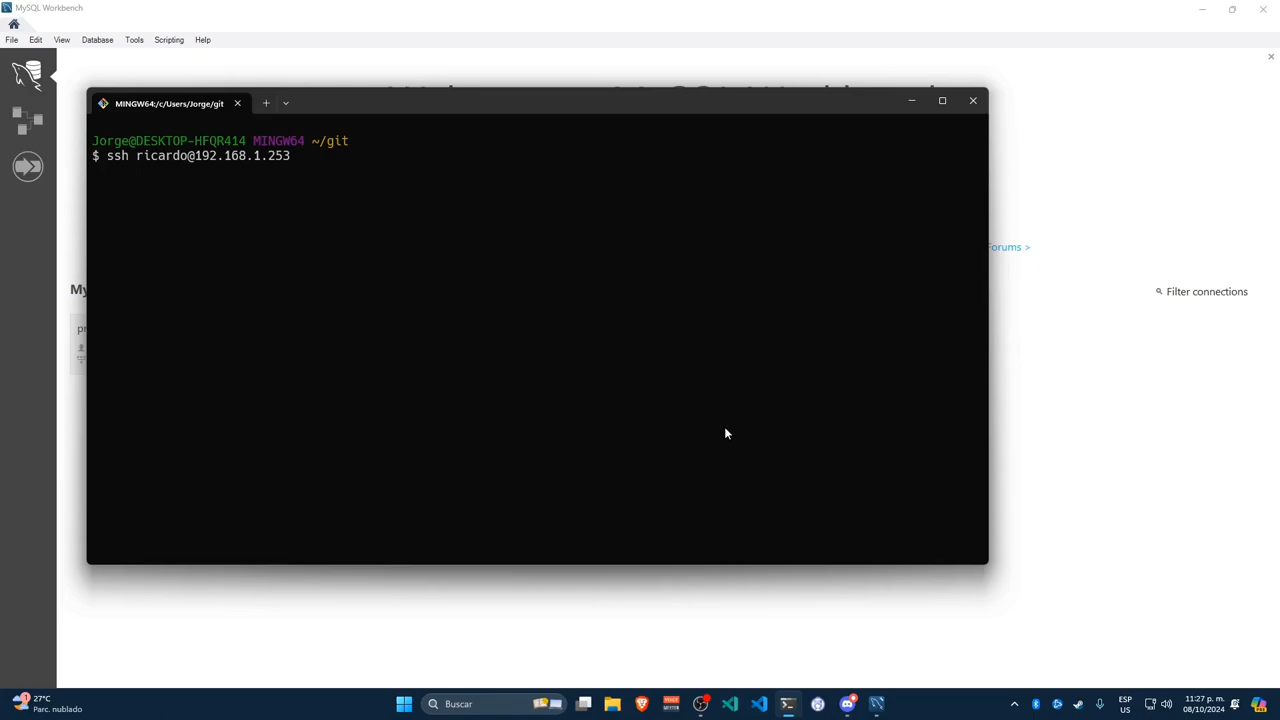 MySQL Workbench
File Edit View Database Tools Scripting Help
MINGW64:/c/Users/Jorge/git
Jorge@DESKTOP-HFQR414 MINGW64 ~/git
$ ssh ricardo@192.168.1.253
Forums >
My
Filter connections
pr
27°C
Parc. nublado
Buscar
ESP
US
11:27 p. m.
08/10/2024